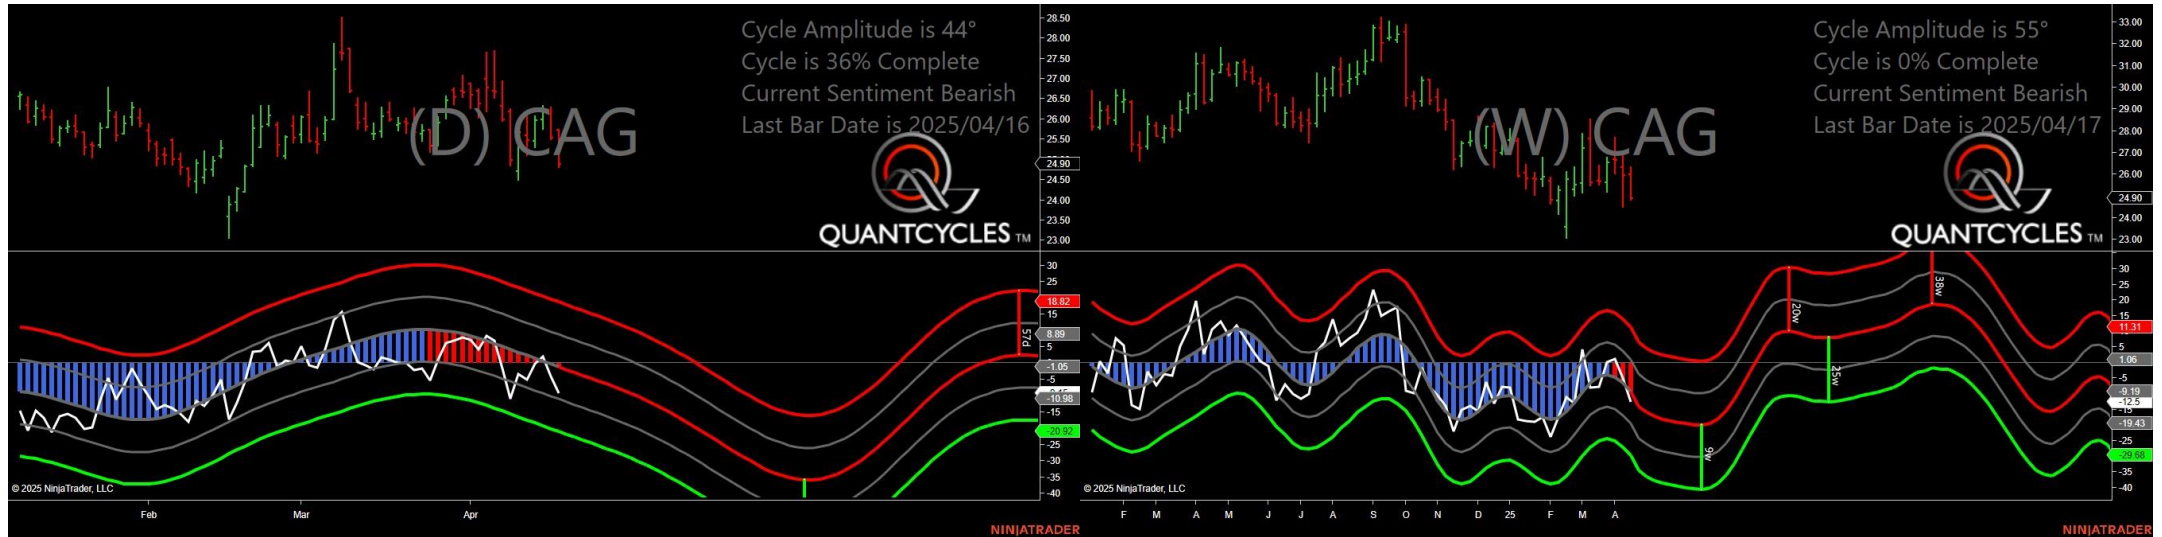 Cycle Amplitude is 44°
Cycle is 36% Complete
Current Sentiment Bearish
Last Bar Date is 2025/04/16
(D) CAG
QUANTCYCLES TM
28.50
28.00
27.50
27.00
26.50
26.00
25.50
24.90
24.50
24.00
23.50
23.00
30
25
18.82
15
8.89
5
-1.05
-5
-10.98
-15
-20.92
-25
-30
-35
-40
57d
© 2025 NinjaTrader, LLC
Feb Mar Apr
NINJATRADER
Cycle Amplitude is 55°
Cycle is 0% Complete
Current Sentiment Bearish
Last Bar Date is 2025/04/17
(W) CAG
QUANTCYCLES TM
33.00
32.00
31.00
30.00
29.00
28.00
27.00
26.00
24.90
24.00
23.00
30
25
20
15
11.31
5
1.06
-5
-9.19
-12.5
-15
-19.43
-25
-29.68
-35
-40
9w
20w
25w
38w
© 2025 NinjaTrader, LLC
F M A M J J A S O N D 25 F M A
NINJATRADER